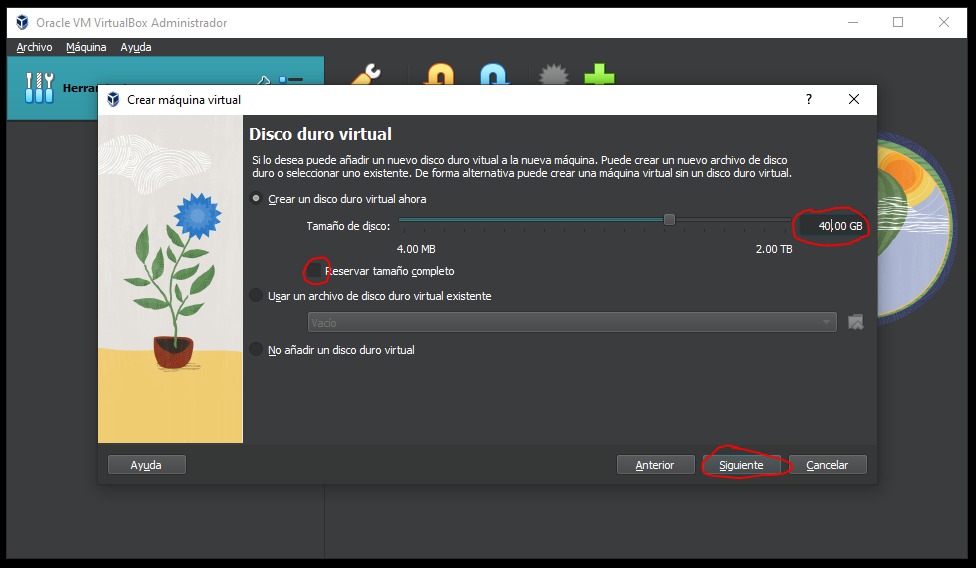 Oracle VM VirtualBox Administrador
Archivo Máquina Ayuda
Herra
Crear máquina virtual
?
Disco duro virtual
Si lo desea puede añadir un nuevo disco duro vitual a la nueva máquina. Puede crear un nuevo archivo de disco
duro o seleccionar uno existente. De forma alternativa puede crear una máquina virtual sin un disco duro virtual.
Crear un disco duro virtual ahora
Tamaño de disco: 40,00 GB
4.00 MB 2.00 TB
Reservar tamaño completo
Usar un archivo de disco duro virtual existente
Vacío
No añadir un disco duro virtual
Ayuda Anterior Siguiente Cancelar